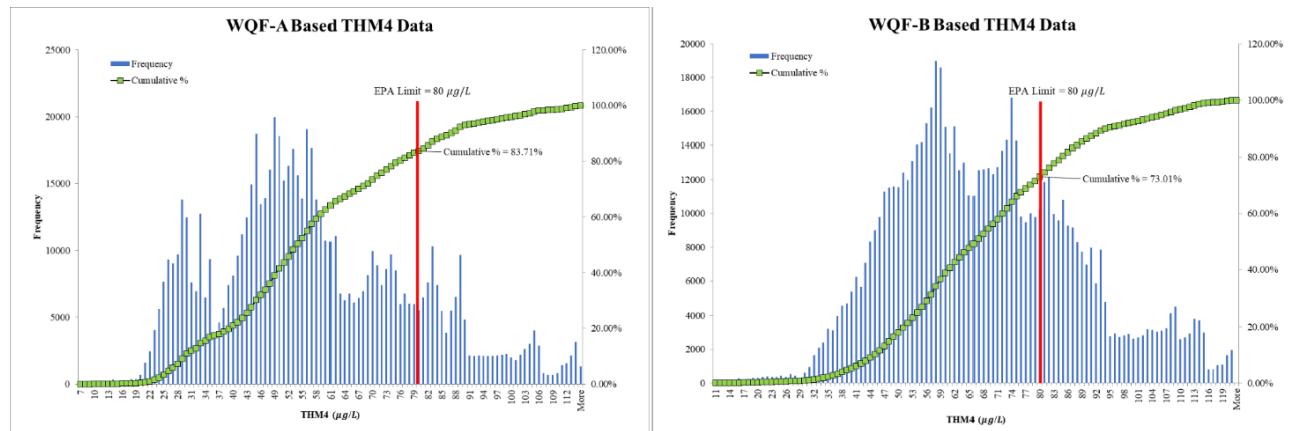 WQF-A Based THM4 Data
25000
20000
15000
10000
5000
0
Frequency
120.00%
100.00%
80.00%
60.00%
40.00%
20.00%
0.00%
Frequency
Cumulative %
EPA Limit = 80 µg/L
Cumulative % = 83.71%
7 10 13 16 19 22 25 28 31 34 37 40 43 46 49 52 55 58 61 64 67 70 73 76 79 82 85 88 91 94 97 100 103 106 109 112 More
THM4 (µg/L)
WQF-B Based THM4 Data
20000
18000
16000
14000
12000
10000
8000
6000
4000
2000
0
Frequency
120.00%
100.00%
80.00%
60.00%
40.00%
20.00%
0.00%
Frequency
Cumulative %
EPA Limit = 80 µg/L
Cumulative % = 73.01%
11 14 17 20 23 26 29 32 35 38 41 44 47 50 53 56 59 62 65 68 71 74 77 80 83 86 89 92 95 98 101 104 107 110 113 116 119 More
THM4 (µg/L)